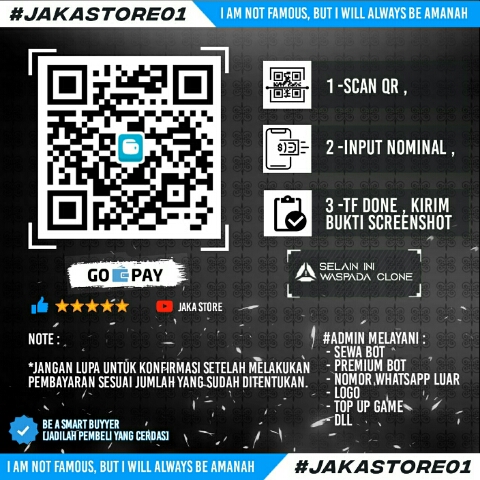 #JAKASTORE01
I AM NOT FAMOUS, BUT I WILL ALWAYS BE AMANAH
1 -SCAN QR ,
2 -INPUT NOMINAL ,
3 -TF DONE , KIRIM
BUKTI SCREENSHOT
GO PAY
SELAIN INI
WASPADA CLONE
JAKA STORE
NOTE :
*JANGAN LUPA UNTUK KONFIRMASI SETELAH MELAKUKAN
PEMBAYARAN SESUAI JUMLAH YANG SUDAH DITENTUKAN.
#ADMIN MELAYANI :
- SEWA BOT
- PREMIUM BOT
- NOMOR WHATSAPP LUAR
- LOGO
- TOP UP GAME
- DLL
BE A SMART BUYYER
[JADILAH PEMBELI YANG CERDAS]
I AM NOT FAMOUS, BUT I WILL ALWAYS BE AMANAH
#JAKASTORE01